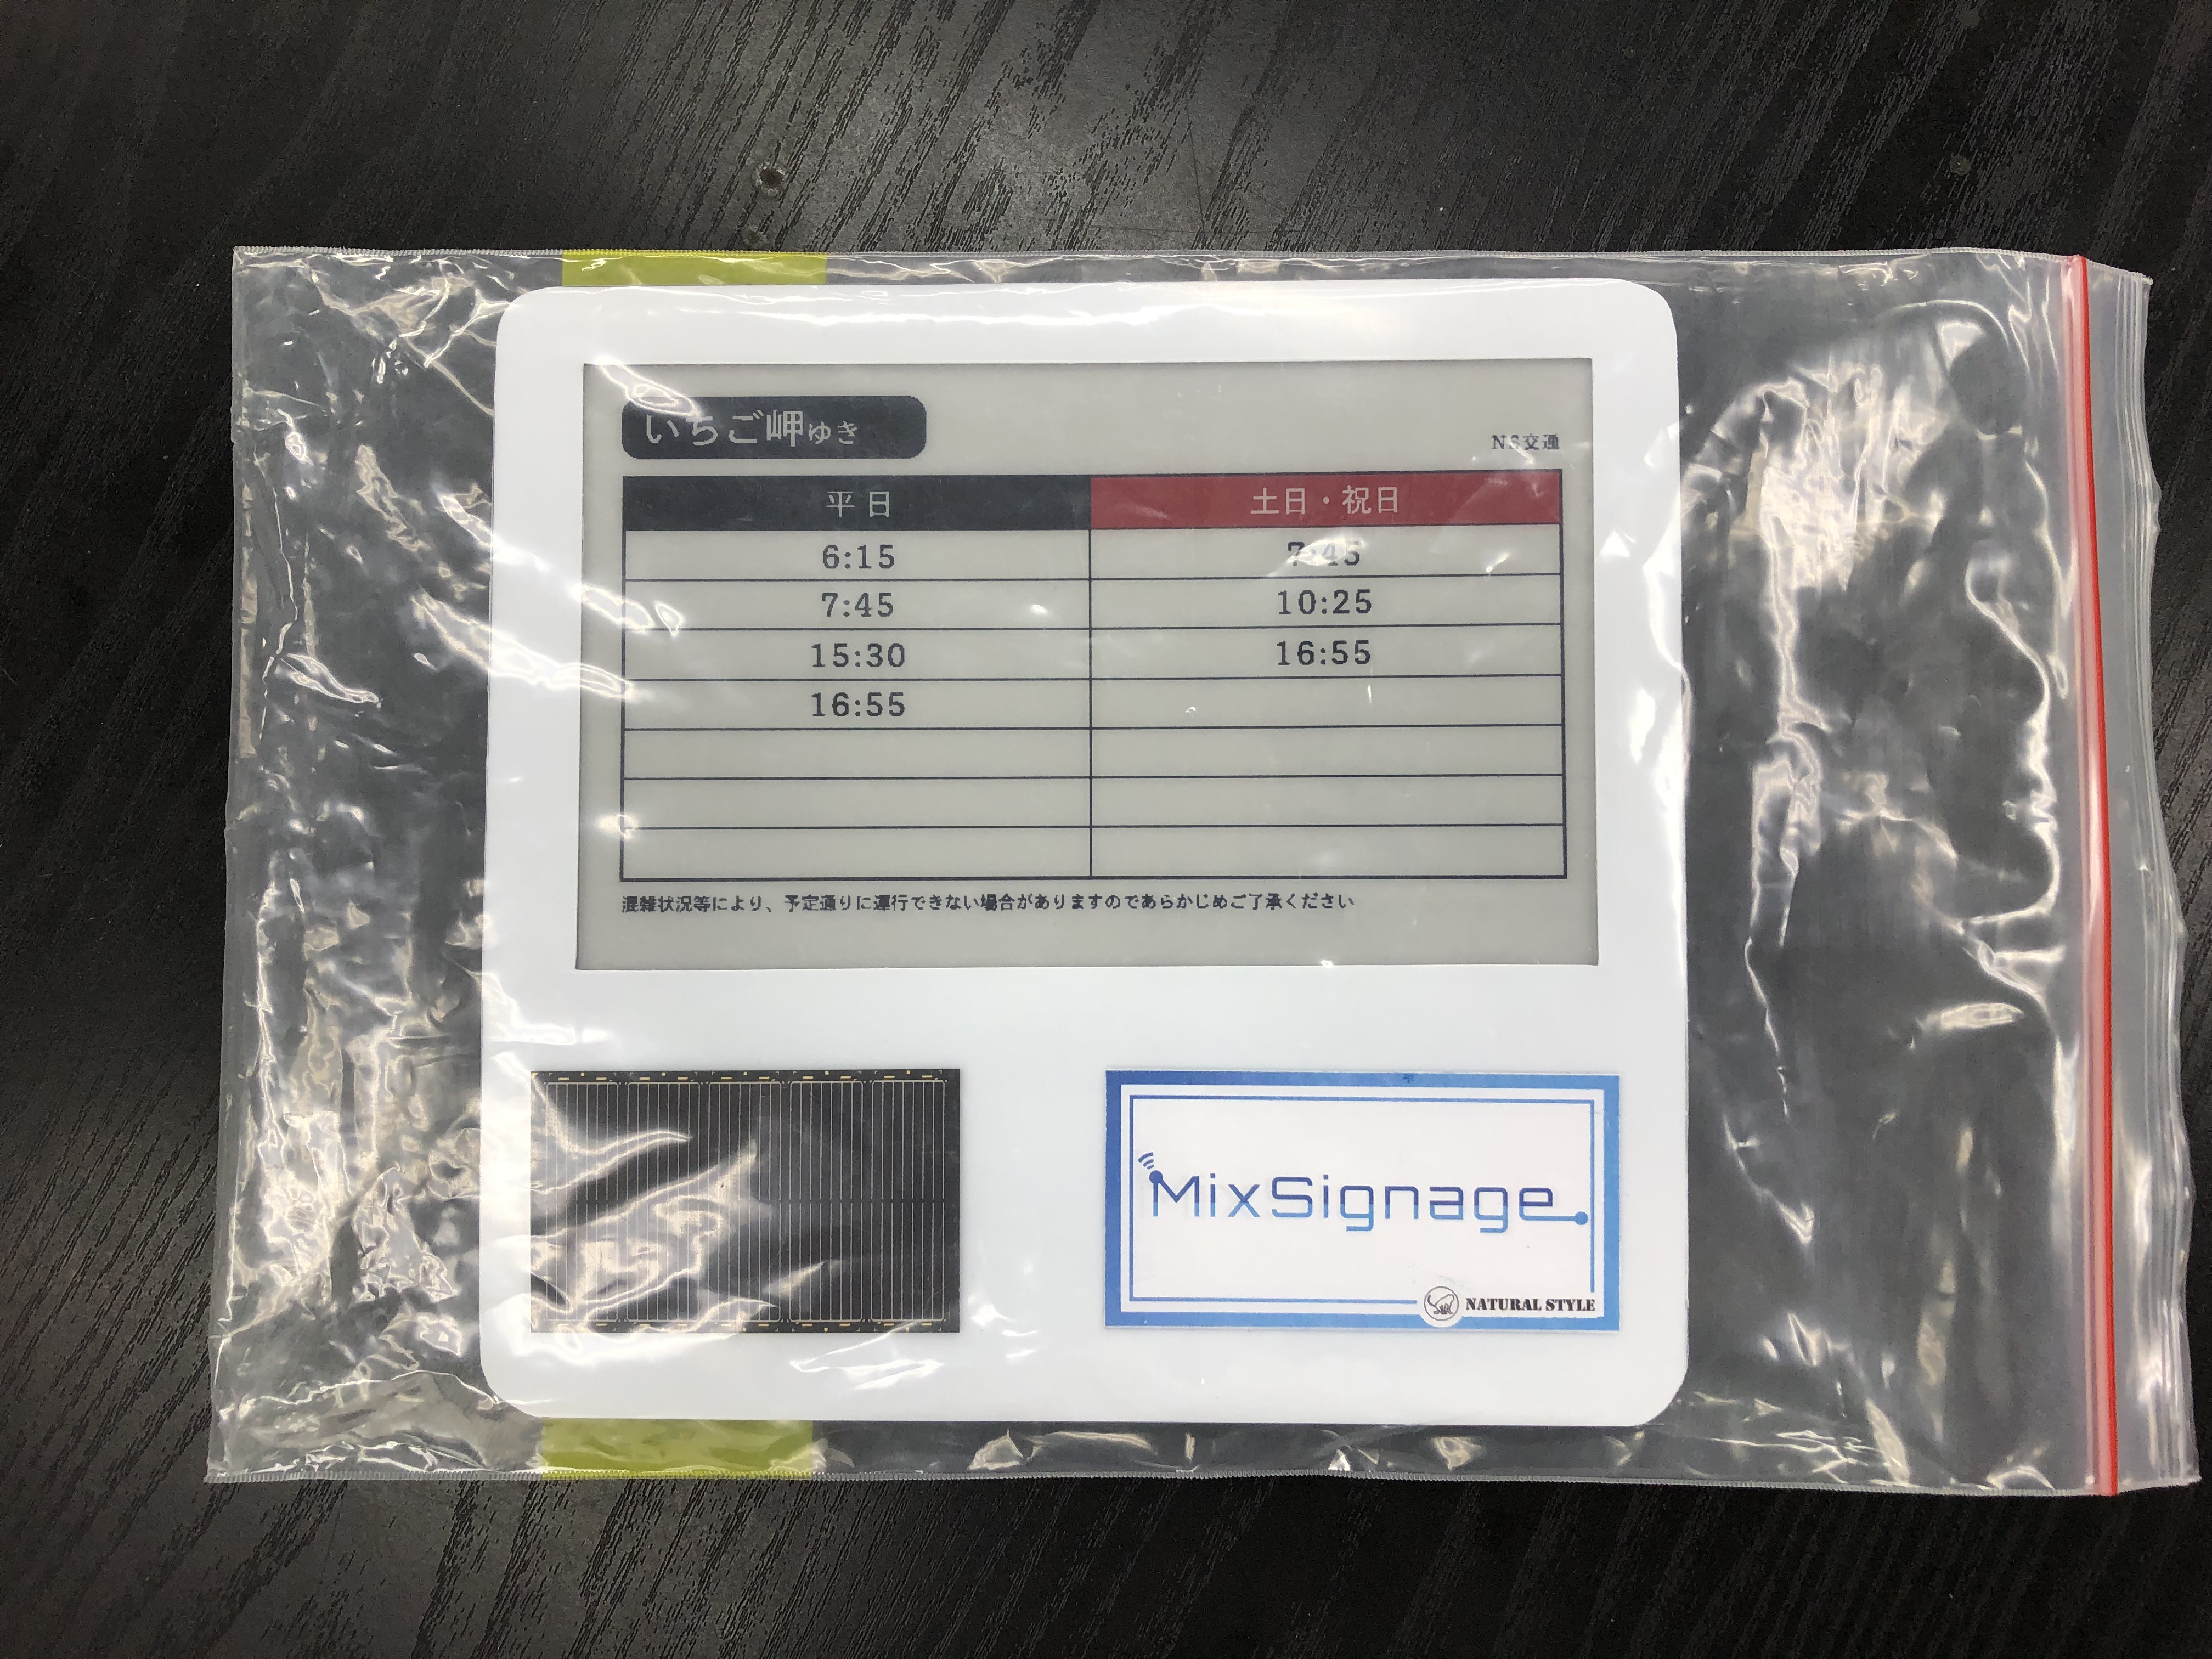 いちご岬ゆき
NS交通
平日 土日・祝日
6:15 7:45
7:45 10:25
15:30 16:55
16:55
混雑状況等により、予定通りに運行できない場合がありますのであらかじめご了承ください
MixSignage
NATURAL STYLE